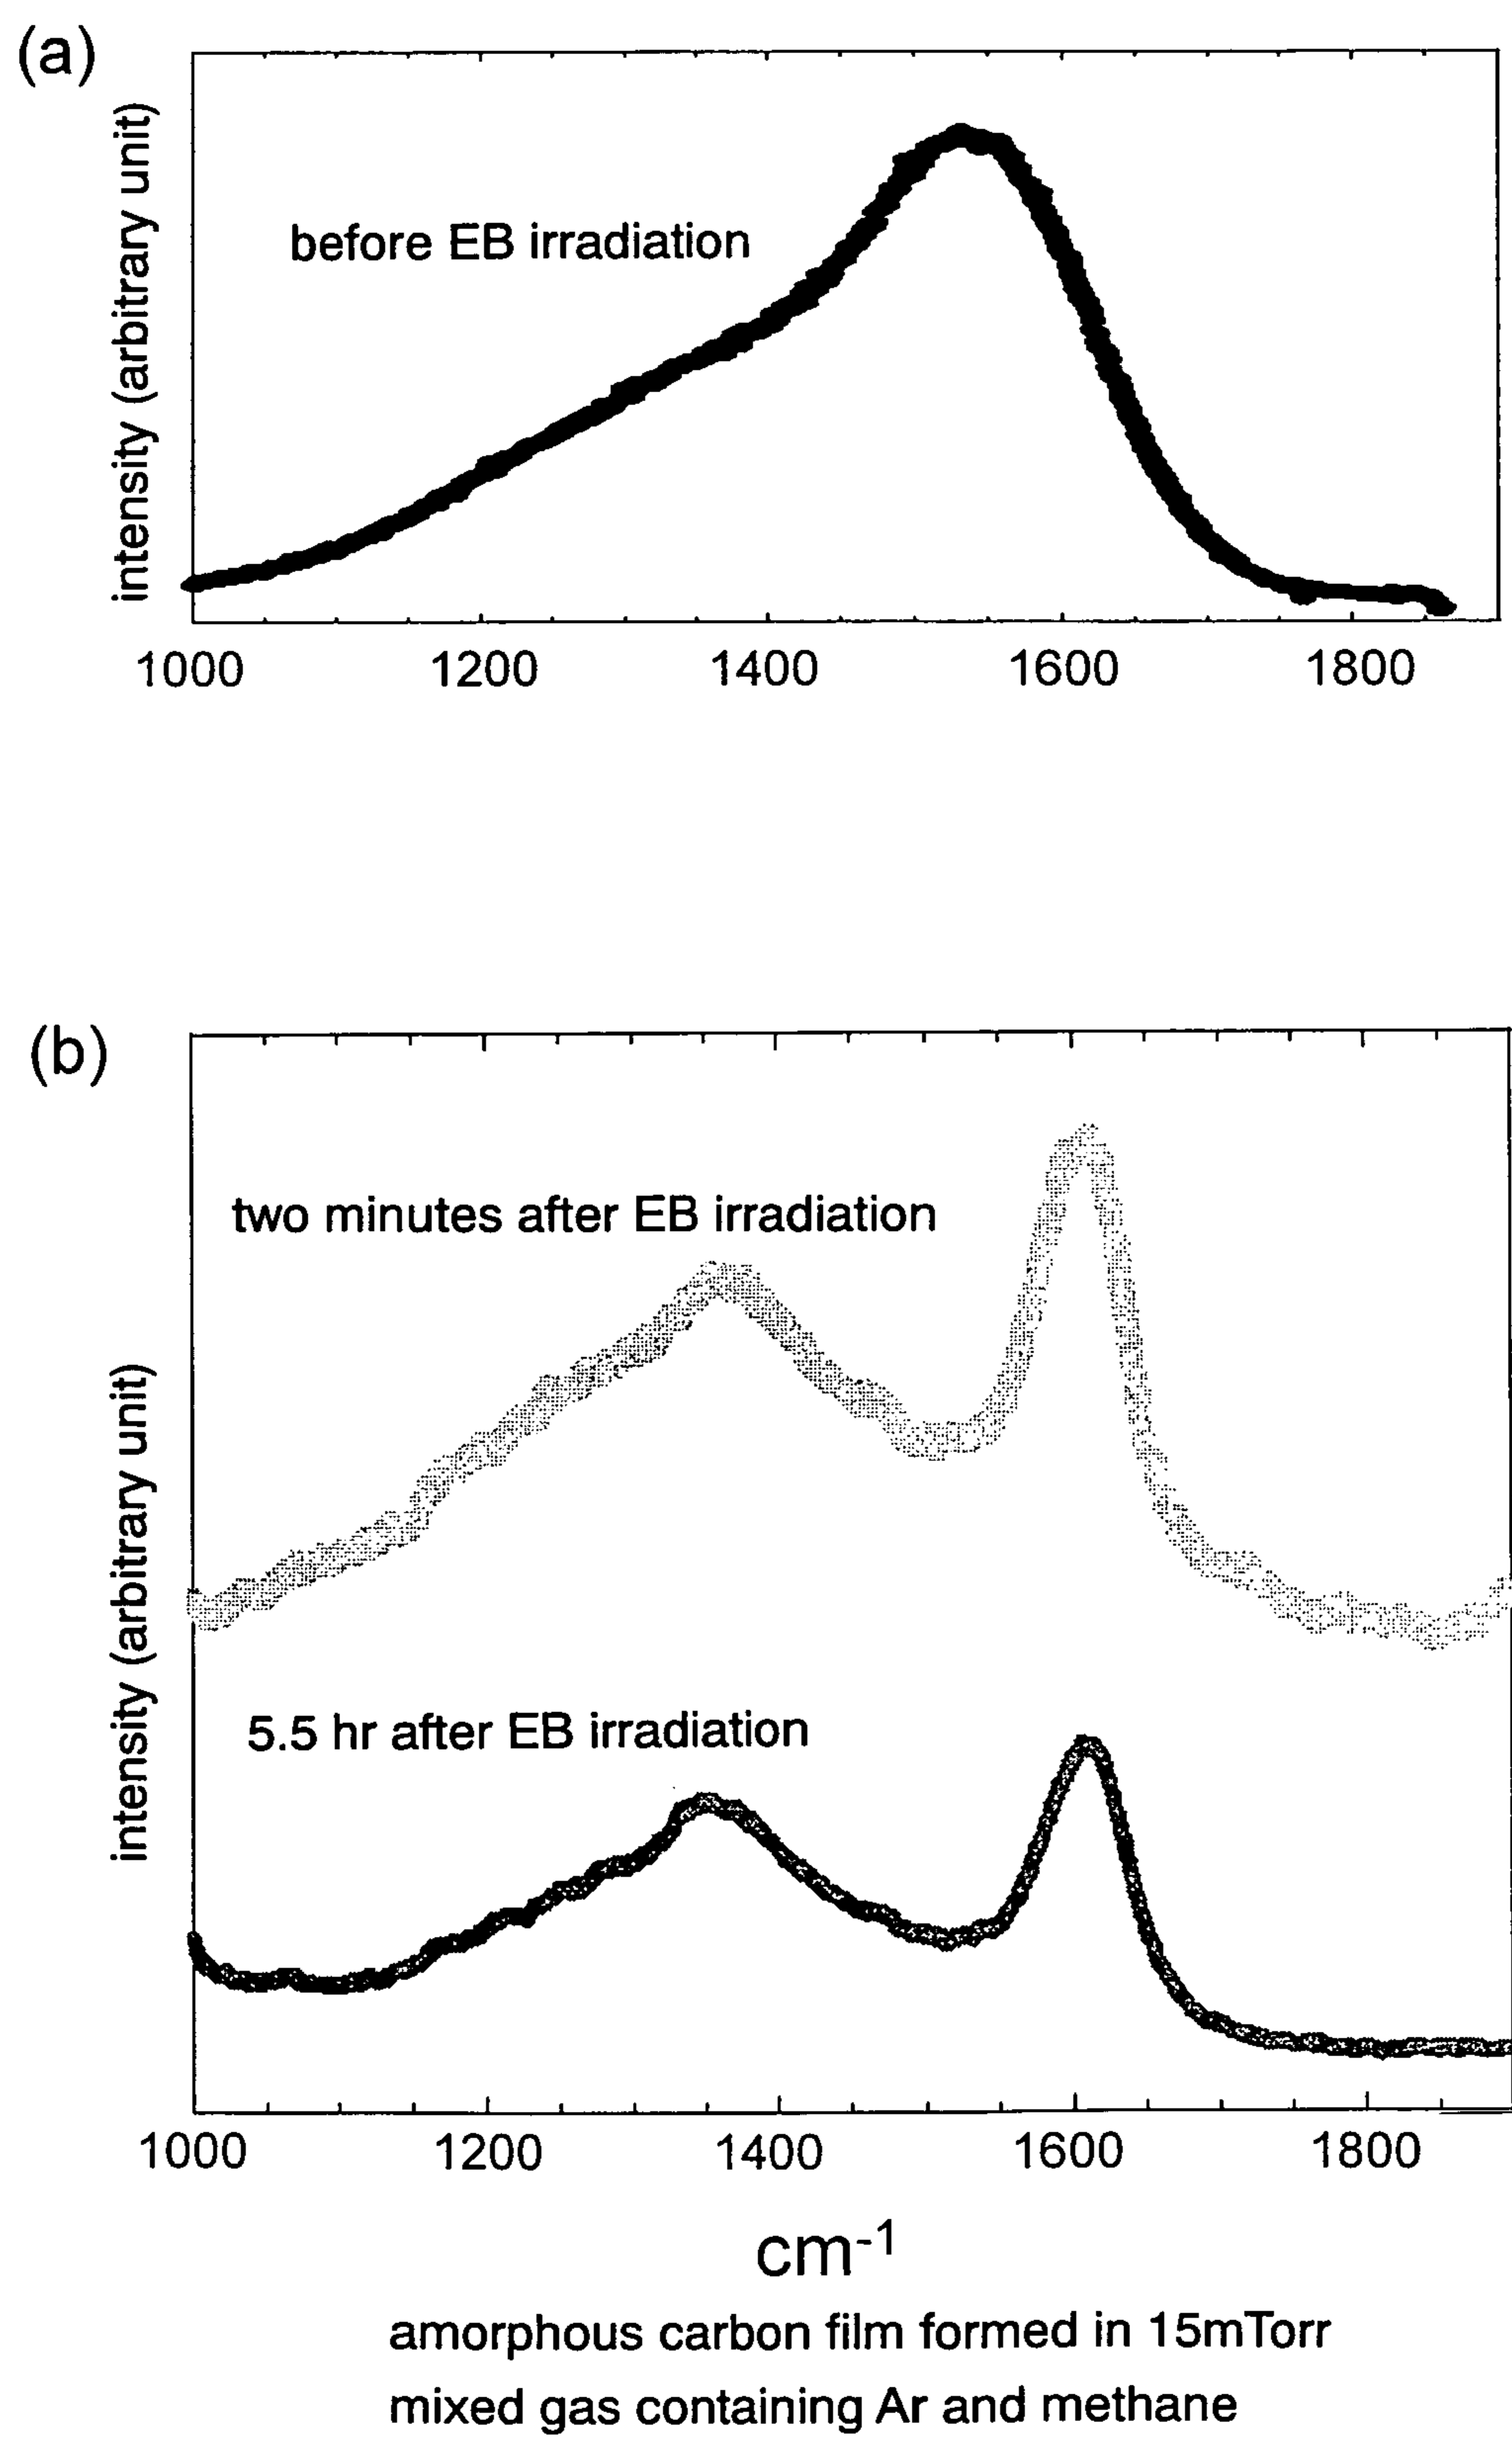 (a)
intensity (arbitrary unit)
before EB irradiation
1000 1200 1400 1600 1800
(b)
intensity (arbitrary unit)
two minutes after EB irradiation
5.5 hr after EB irradiation
1000 1200 1400 1600 1800
cm-1
amorphous carbon film formed in 15mTorr
mixed gas containing Ar and methane